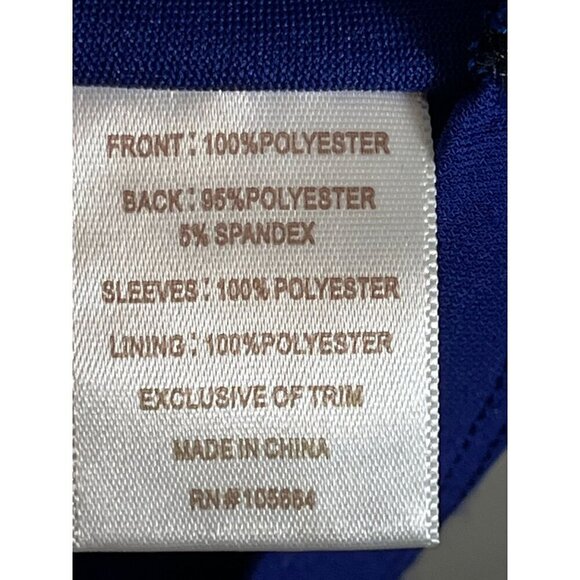 FRONT: 100%POLYESTER
BACK: 95%POLYESTER
5% SPANDEX
SLEEVES: 100% POLYESTER
LINING: 100%POLYESTER
EXCLUSIVE OF TRIM
MADE IN CHINA
RN#105664